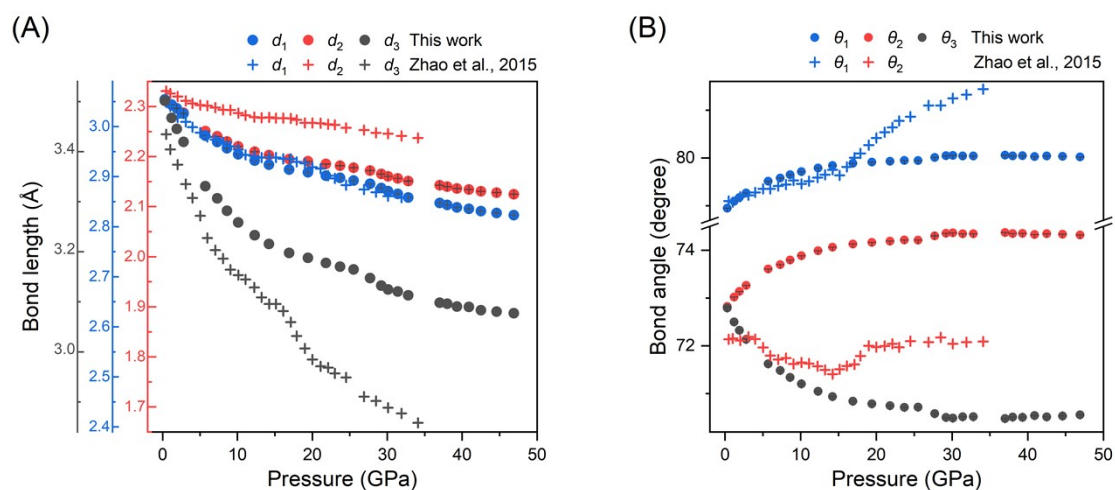 (A)
d1 d2 d3 This work
d1 d2 d3 Zhao et al., 2015
Bond length (Å)
3.4
3.2
3.0
3.0
2.9
2.8
2.7
2.6
2.5
2.4
2.3
2.2
2.1
2.0
1.9
1.8
1.7
0 10 20 30 40 50
Pressure (GPa)
(B)
θ1 θ2 θ3 This work
θ1 θ2 Zhao et al., 2015
Bond angle (degree)
80
74
72
0 10 20 30 40 50
Pressure (GPa)